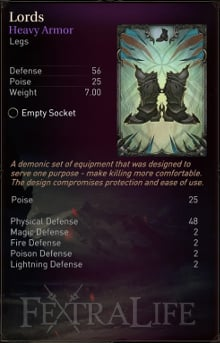 Lords
Heavy Armor
Legs
Defense 56
Poise 25
Weight 7.00
Empty Socket
A demonic set of equipment that was designed to
serve one purpose - make killing more comfortable.
The design compromises protection and ease of use.
Poise 25
Physical Defense 48
Magic Defense 2
Fire Defense 2
Poison Defense 2
Lightning Defense 2
FEXTRALIFE